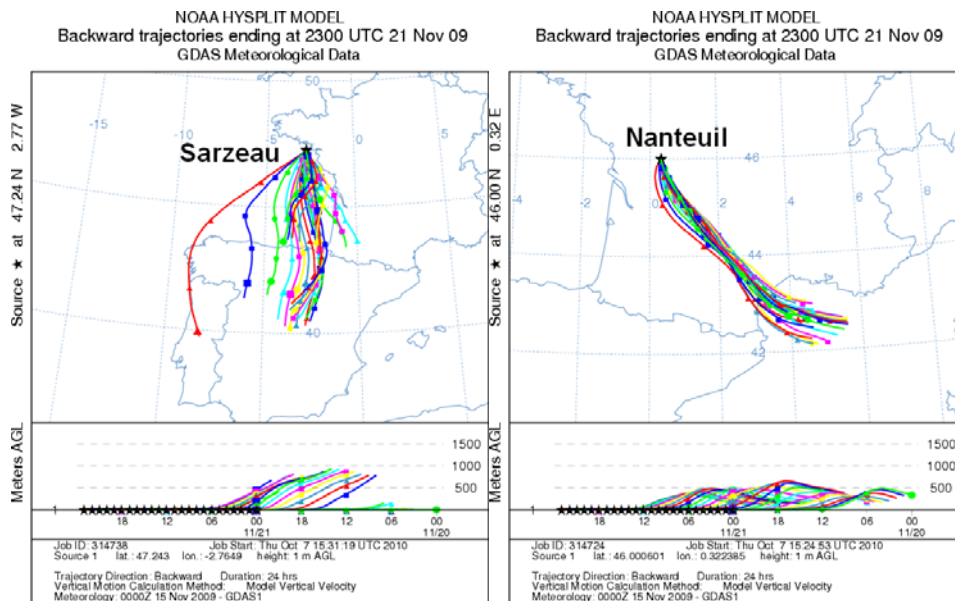 NOAA HYSPLIT MODEL
Backward trajectories ending at 2300 UTC 21 Nov 09
GDAS Meteorological Data
Source ★ at 47.24 N 2.77 W
-15
-10
-5
50
0
5
40
Sarzeau
Meters AGL
1500
1000
500
1
18
12
06
00
18
12
06
00
11/21
11/20
Job ID: 314738 Job Start: Thu Oct 7 15:31:19 UTC 2010
Source 1 lat.: 47.243 lon.: -2.7649 height: 1 m AGL
Trajectory Direction: Backward Duration: 24 hrs
Vertical Motion Calculation Method: Model Vertical Velocity
Meteorology: 0000Z 15 Nov 2009 - GDAS1
NOAA HYSPLIT MODEL
Backward trajectories ending at 2300 UTC 21 Nov 09
GDAS Meteorological Data
Source ★ at 46.00 N 0.32 E
Nanteuil
46
-4
-2
0
2
4
6
8
44
42
Meters AGL
1500
1000
500
1
18
12
06
00
18
12
06
00
11/21
11/20
Job ID: 314724 Job Start: Thu Oct 7 15:24:53 UTC 2010
Source 1 lat.: 46.000601 lon.: 0.322385 height: 1 m AGL
Trajectory Direction: Backward Duration: 24 hrs
Vertical Motion Calculation Method: Model Vertical Velocity
Meteorology: 0000Z 15 Nov 2009 - GDAS1